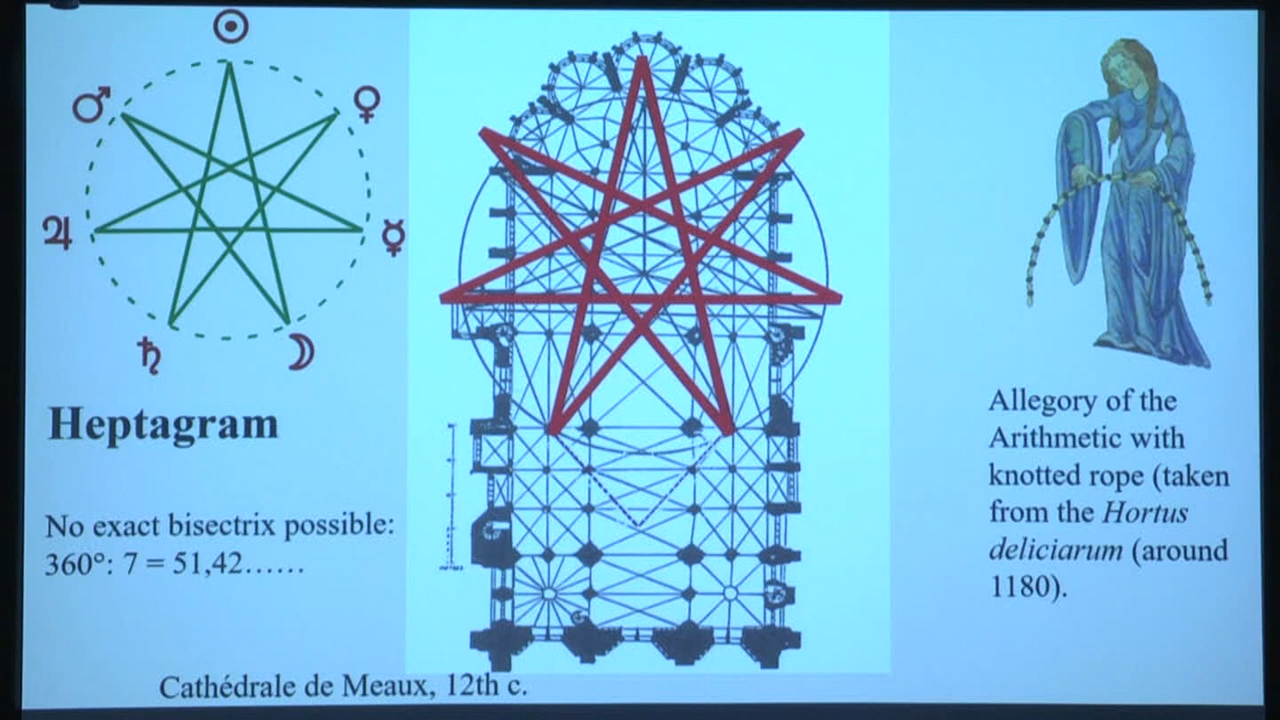 Heptagram
No exact bisectrix possible:
360°: 7 = 51,42......
Cathédrale de Meaux, 12th c.
Allegory of the
Arithmetic with
knotted rope (taken
from the Hortus
deliciarum (around
1180).